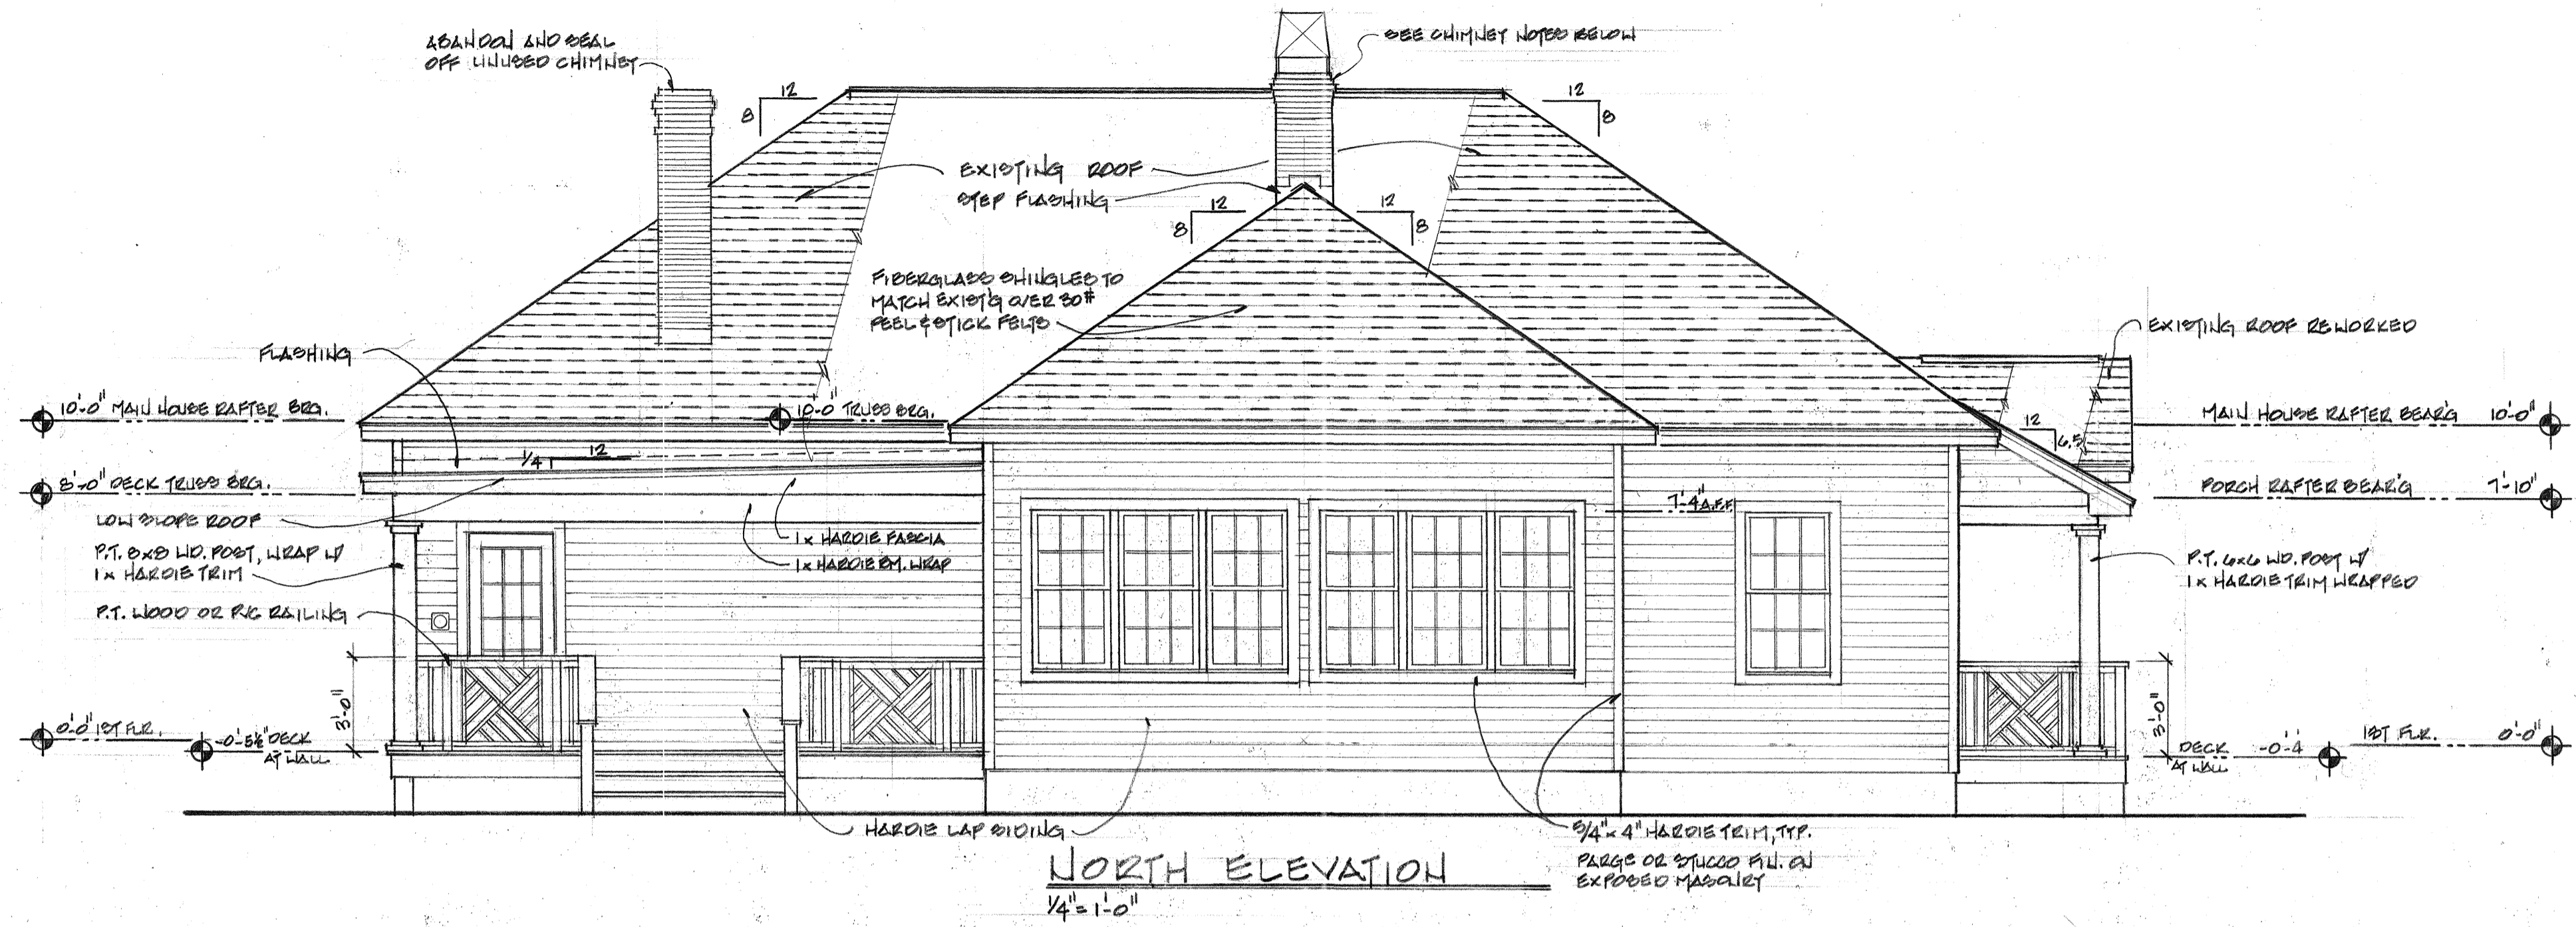 ABANDON AND SEAL
OFF UNUSED CHIMNEY
SEE CHIMNEY NOTES BELOW
12
8
12
8
EXISTING ROOF
STEP FLASHING
12
8
12
8
FIBERGLASS SHINGLES TO
MATCH EXIST'G OVER 30#
PEEL & STICK FELTS
EXISTING ROOF REWORKED
FLASHING
10'-0" MAIN HOUSE RAFTER BRG.
10'-0" TRUSS BRG.
12
6.5
MAIN HOUSE RAFTER BEAR'G 10'-0"
1/4
12
8'-0" DECK TRUSS BRG.
PORCH RAFTER BEAR'G 7'-10"
7'-4" A.F.F.
LOW SLOPE ROOF
P.T. 8x8 WD. POST, WRAP W/
1x HARDIE TRIM
1x HARDIE FASCIA
1x HARDIE BM. WRAP
P.T. 6x6 WD. POST W/
1x HARDIE TRIM WRAPPED
P.T. WOOD OR PVC RAILING
3'-0"
3'-0"
0'-0" 1ST FLR.
-0'-5½" DECK
AT WALL
1ST FLR. 0'-0"
DECK -0'-4
AT WALL
HARDIE LAP SIDING
5/4" x 4" HARDIE TRIM, TYP.
PARGE OR STUCCO FIN. ON
EXPOSED MASONRY
NORTH ELEVATION
1/4" = 1'-0"